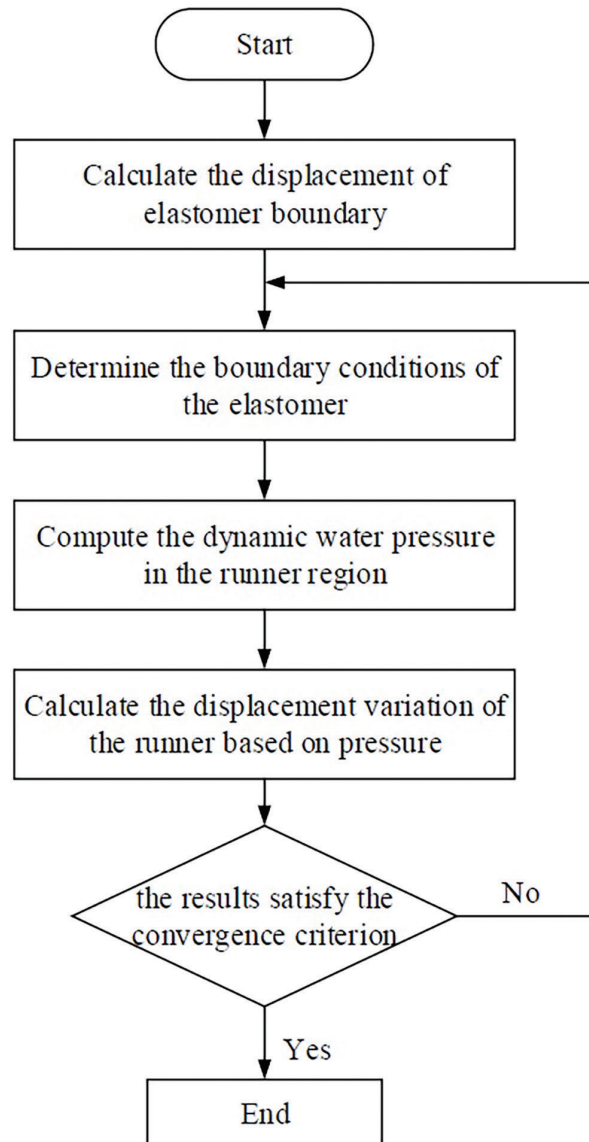 Start
Calculate the displacement of
elastomer boundary
Determine the boundary conditions of
the elastomer
Compute the dynamic water pressure
in the runner region
Calculate the displacement variation of
the runner based on pressure
the results satisfy the
convergence criterion
No
Yes
End